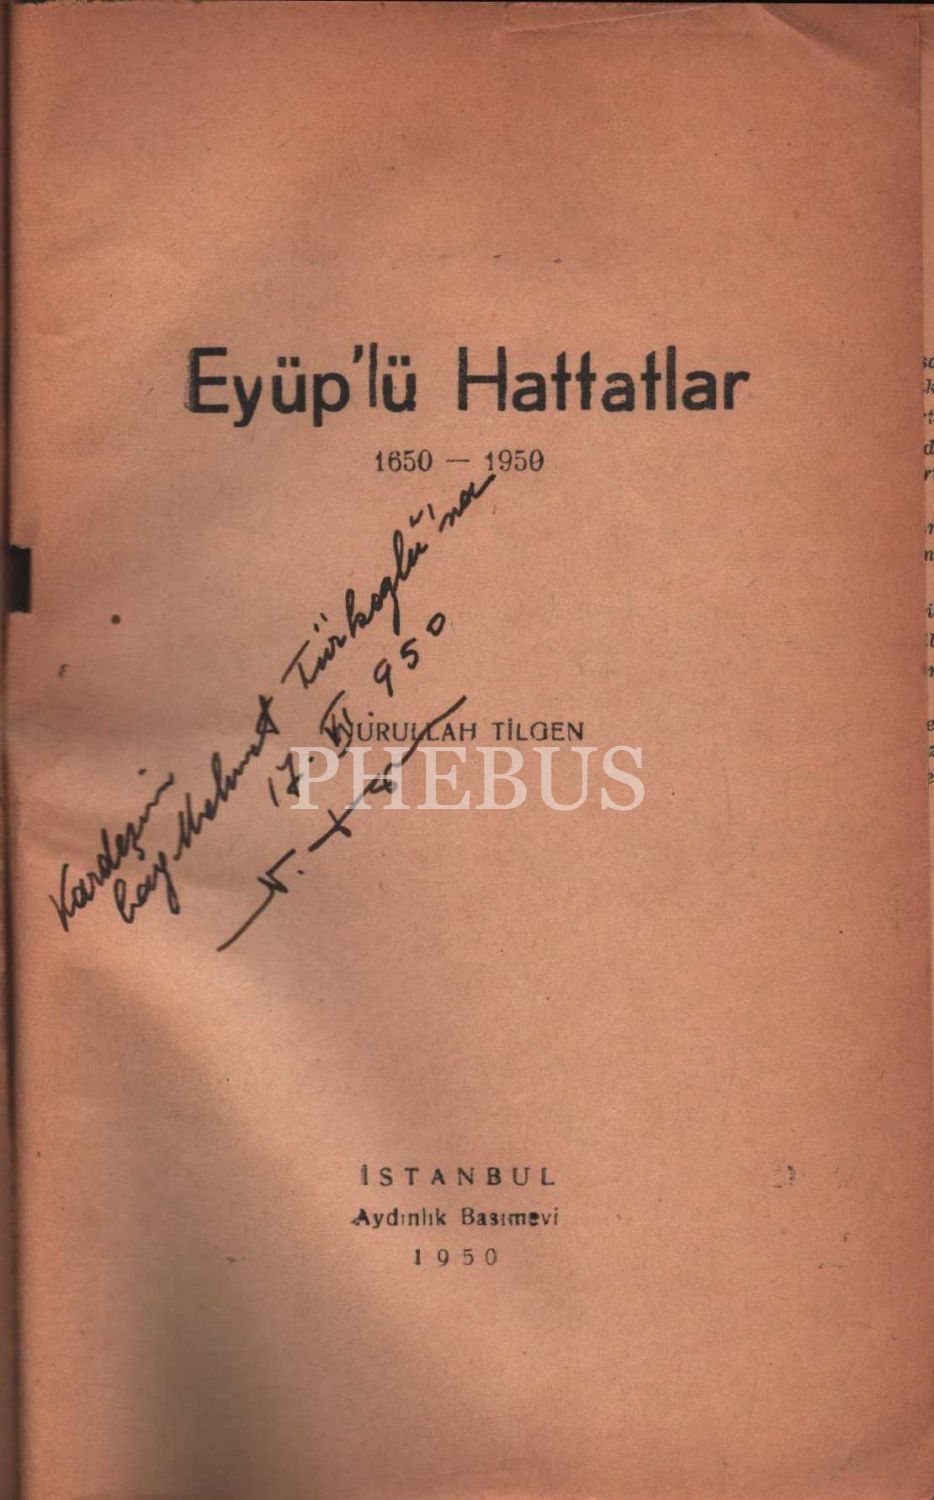 Eyüp'lü Hattatlar
1650 — 1950
Kardeşim
bay Mehmet Türkoğlu'na
17. VI. 950
N. T
NURULLAH TİLGEN
PHEBUS
İSTANBUL
Aydınlık Basımevi
1950